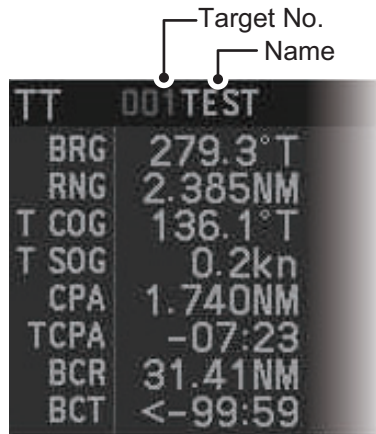 Target No.
Name
TT 001TEST
BRG 279.3°T
RNG 2.385NM
T COG 136.1°T
T SOG 0.2kn
CPA 1.740NM
TCPA -07:23
BCR 31.41NM
BCT <-99:59